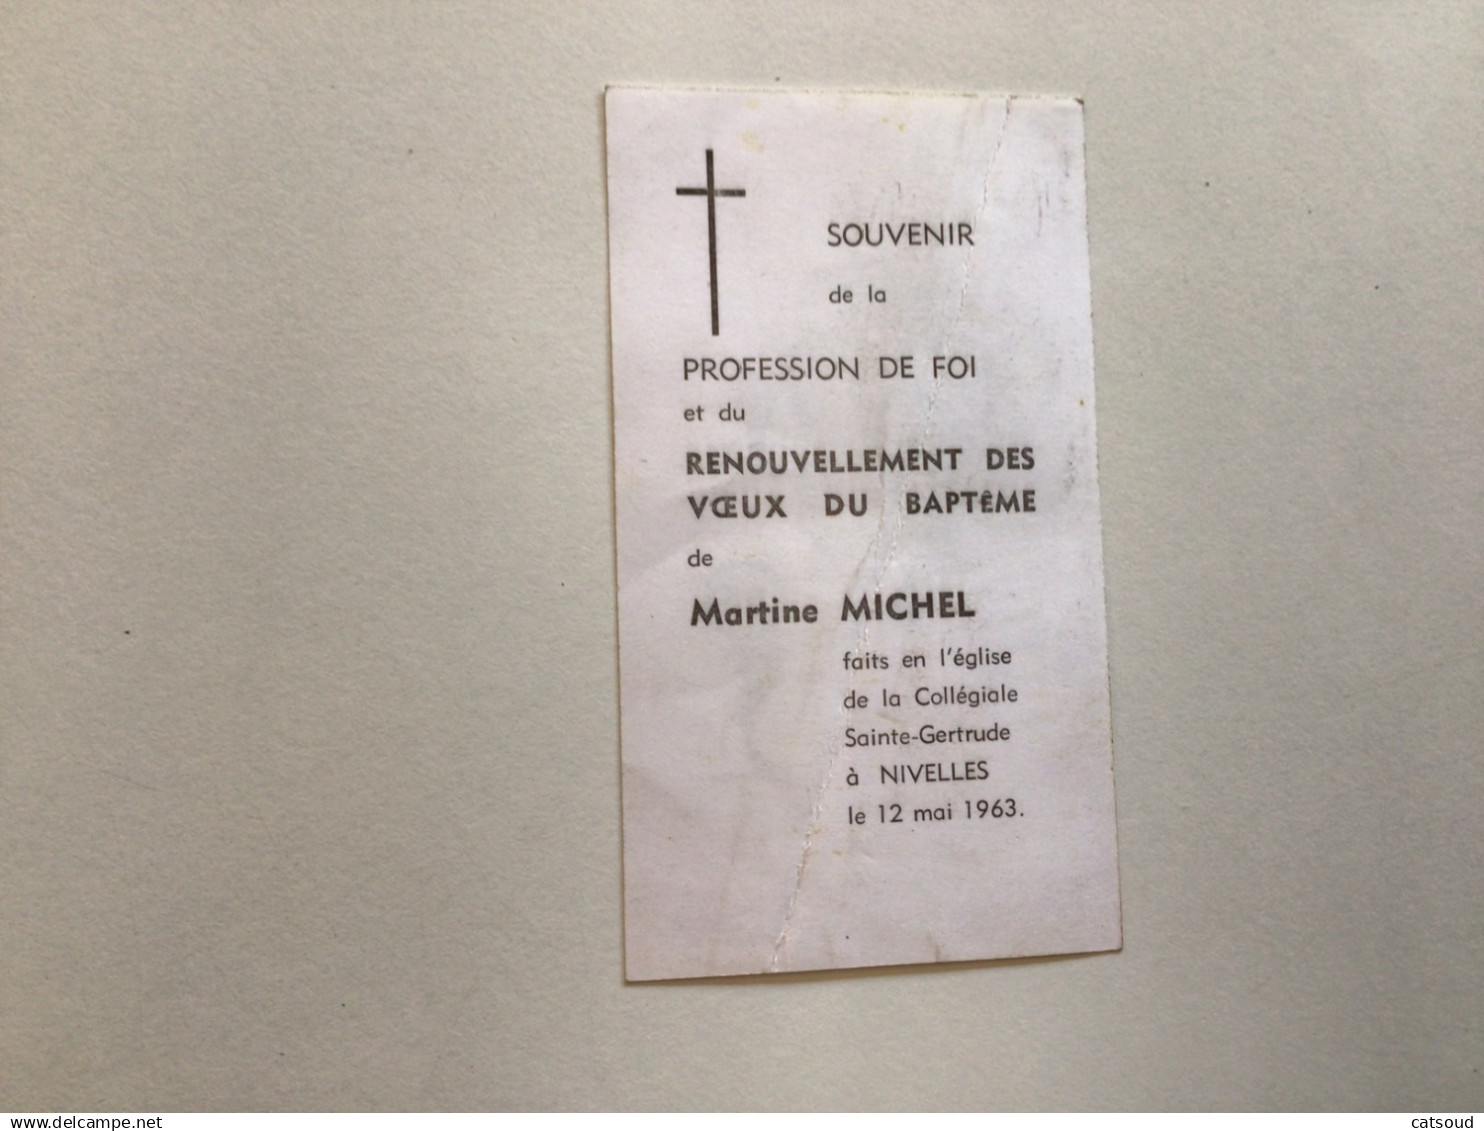 SOUVENIR
de la
PROFESSION DE FOI
et du
RENOUVELLEMENT DES
VŒUX DU BAPTÊME
de
Martine MICHEL
faits en l'église
de la Collégiale
Sainte-Gertrude
à NIVELLES
le 12 mai 1963.
www.delcampe.net
catsoud